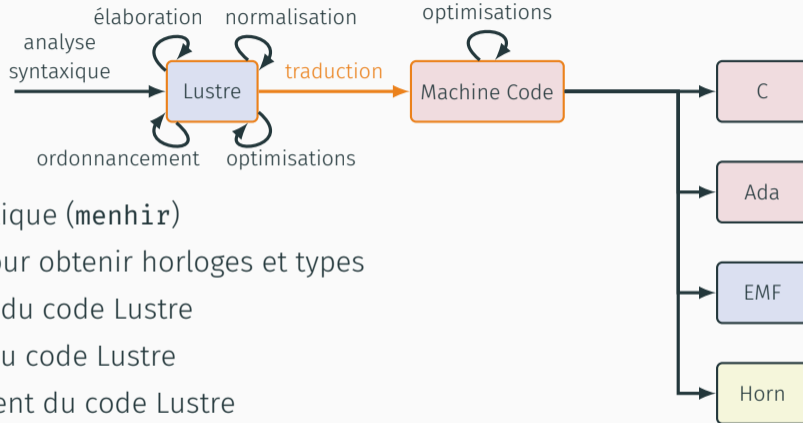 élaboration normalisation optimisations
analyse
syntaxique
Lustre traduction Machine Code C
ordonnancement optimisations
Ada
EMF
Horn
ique (menhir)
our obtenir horloges et types
du code Lustre
u code Lustre
ent du code Lustre